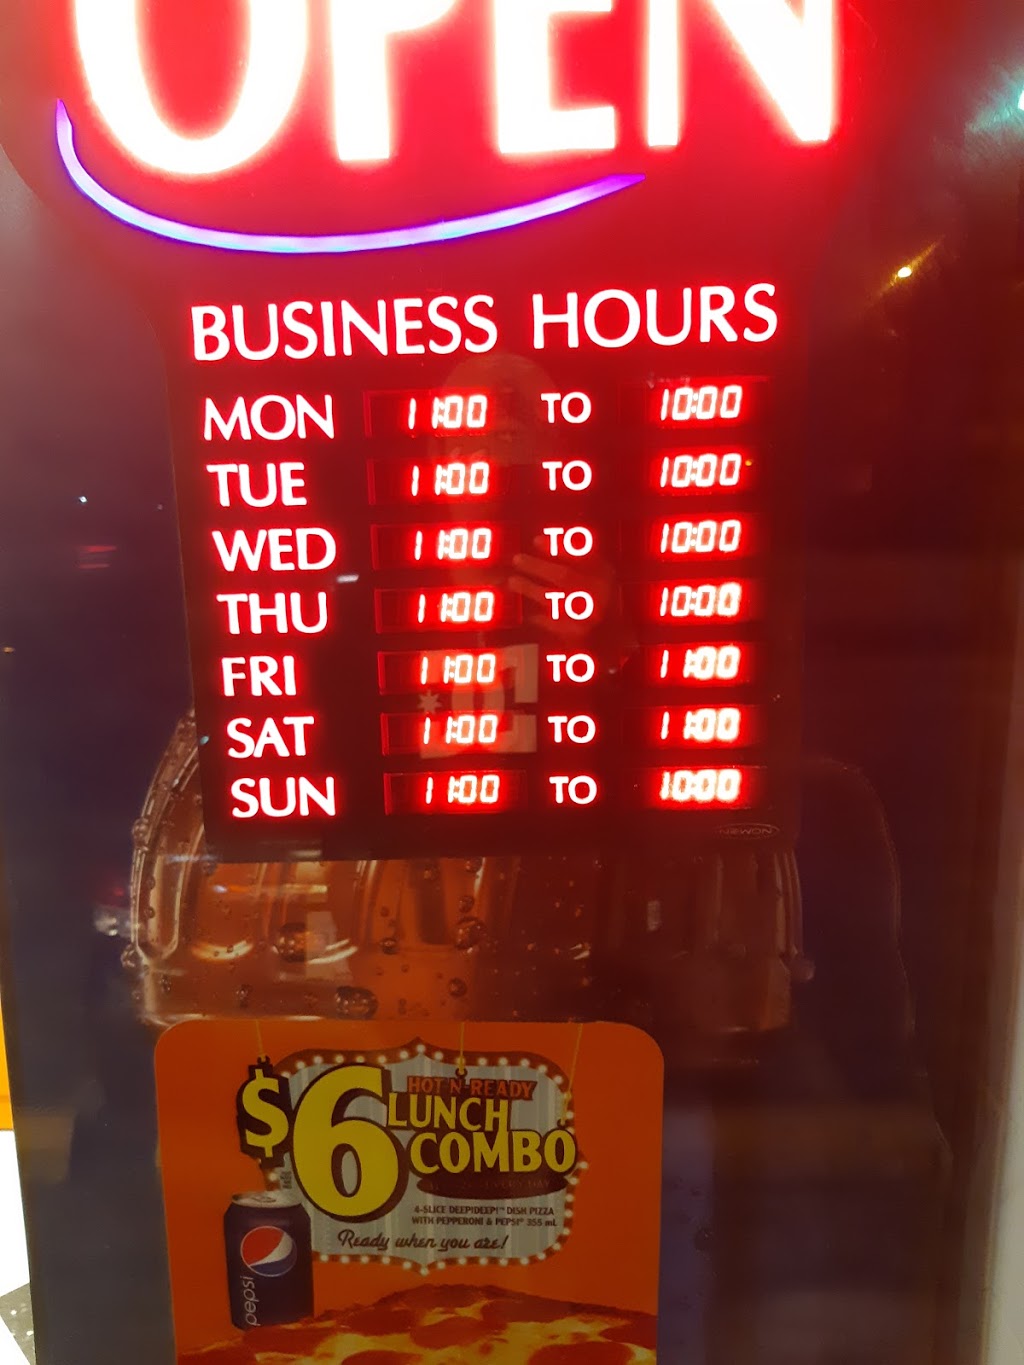 OPEN
BUSINESS HOURS
MON 11:00 TO 10:00
TUE 11:00 TO 10:00
WED 11:00 TO 10:00
THU 11:00 TO 10:00
FRI 11:00 TO 11:00
SAT 11:00 TO 11:00
SUN 11:00 TO 10:00
NEWON
$6 HOT-N-READY
LUNCH
COMBO
EVERY DAY
4-SLICE DEEP!DEEP!™ DISH PIZZA
WITH PEPPERONI & PEPSI® 355 mL
Ready when you are!
pepsi